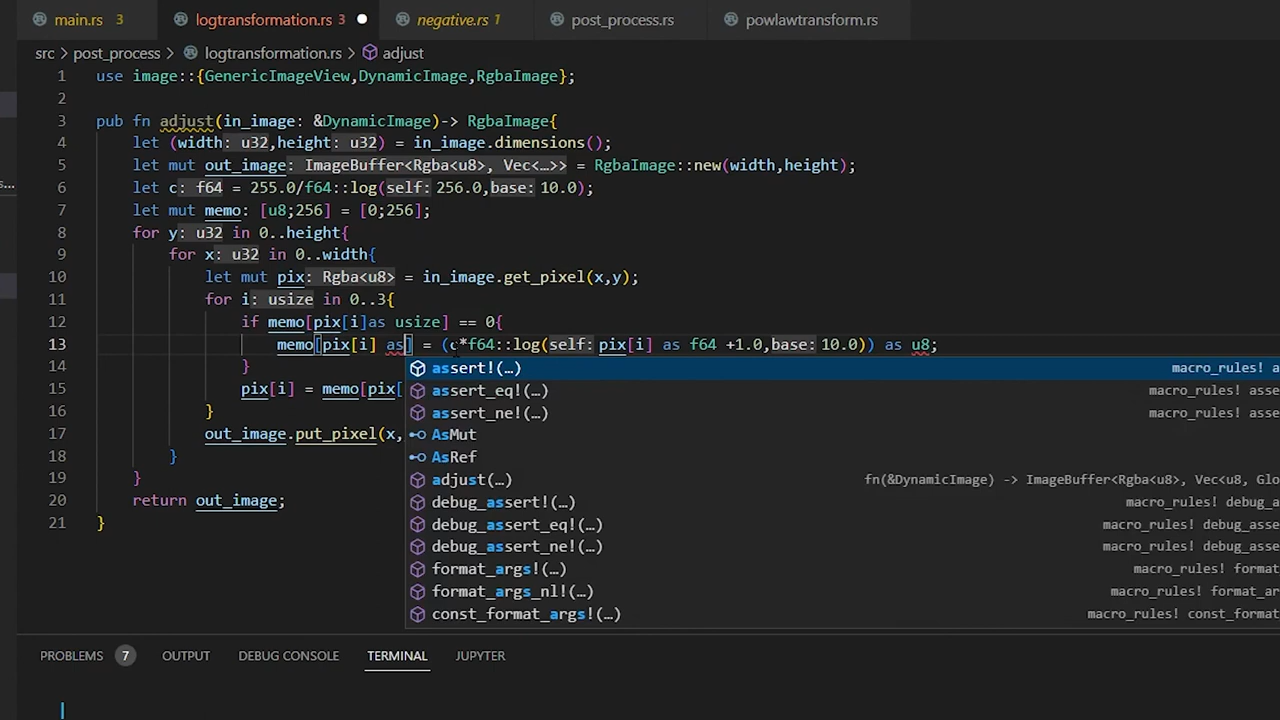 main.rs 3 logtransformation.rs 3 negative.rs 1 post_process.rs powlawtransform.rs
src > post_process > logtransformation.rs > adjust
1 use image::{GenericImageView,DynamicImage,RgbaImage};
2
3 pub fn adjust(in_image: &DynamicImage)-> RgbaImage{
4 let (width: u32,height: u32) = in_image.dimensions();
5 let mut out_image: ImageBuffer<Rgba<u8>, Vec<…>> = RgbaImage::new(width,height);
6 let c: f64 = 255.0/f64::log(self: 256.0,base: 10.0);
7 let mut memo: [u8;256] = [0;256];
8 for y: u32 in 0..height{
9 for x: u32 in 0..width{
10 let mut pix: Rgba<u8> = in_image.get_pixel(x,y);
11 for i: usize in 0..3{
12 if memo[pix[i]as usize] == 0{
13 memo[pix[i] as] = (c*f64::log(self: pix[i] as f64 +1.0,base: 10.0)) as u8;
14 }
15 pix[i] = memo[pix[
16 }
17 out_image.put_pixel(x,
18 }
19 }
20 return out_image;
21 }
assert!(…) macro_rules! a
assert_eq!(…) macro_rules! asse
assert_ne!(…) macro_rules! asse
AsMut
AsRef
adjust(…) fn(&DynamicImage) -> ImageBuffer<Rgba<u8>, Vec<u8, Glo
debug_assert!(…) macro_rules! debug_a
debug_assert_eq!(…) macro_rules! debug_asse
debug_assert_ne!(…) macro_rules! debug_asse
format_args!(…) macro_rules! format
format_args_nl!(…) macro_rules! format_ar
const_format_args!(…) macro_rules! const_format
s...
PROBLEMS 7 OUTPUT DEBUG CONSOLE TERMINAL JUPYTER